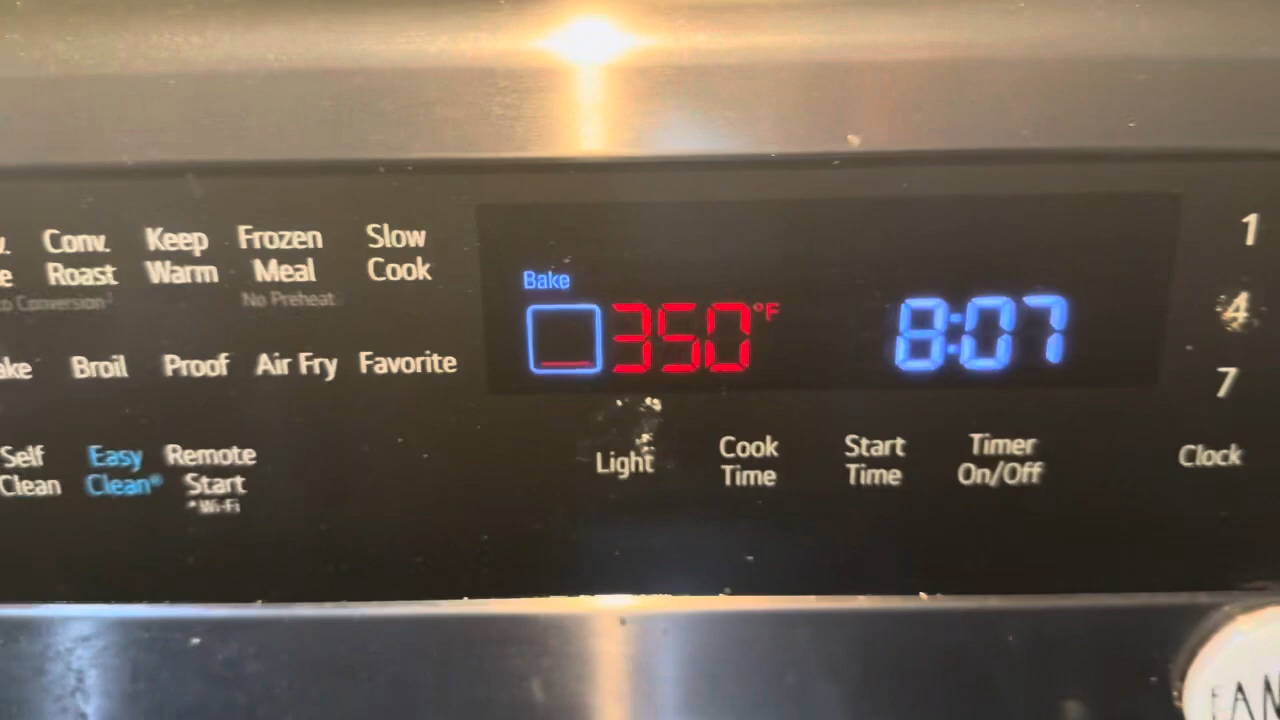 Conv. Keep Frozen Slow 1
Roast Warm Meal Cook
Conversion No Preheat
Bake
350°F 8:07 4
Broil Proof Air Fry Favorite 7
Self Easy Remote Light Cook Start Timer Clock
Clean Clean® Start Time Time On/Off
*Wi-Fi